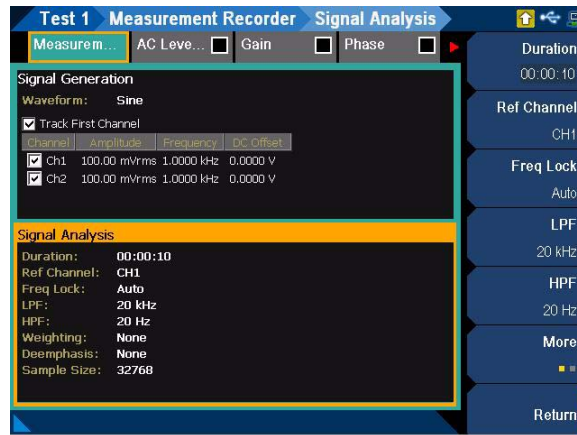 Test 1 Measurement Recorder Signal Analysis
Measurem... AC Leve... Gain Phase
Signal Generation
Waveform: Sine
Track First Channel
Channel Amplitude Frequency DC Offset
Ch1 100.00 mVrms 1.0000 kHz 0.0000 V
Ch2 100.00 mVrms 1.0000 kHz 0.0000 V
Signal Analysis
Duration: 00:00:10
Ref Channel: CH1
Freq Lock: Auto
LPF: 20 kHz
HPF: 20 Hz
Weighting: None
Deemphasis: None
Sample Size: 32768
Duration
00:00:10
Ref Channel
CH1
Freq Lock
Auto
LPF
20 kHz
HPF
20 Hz
More
Return